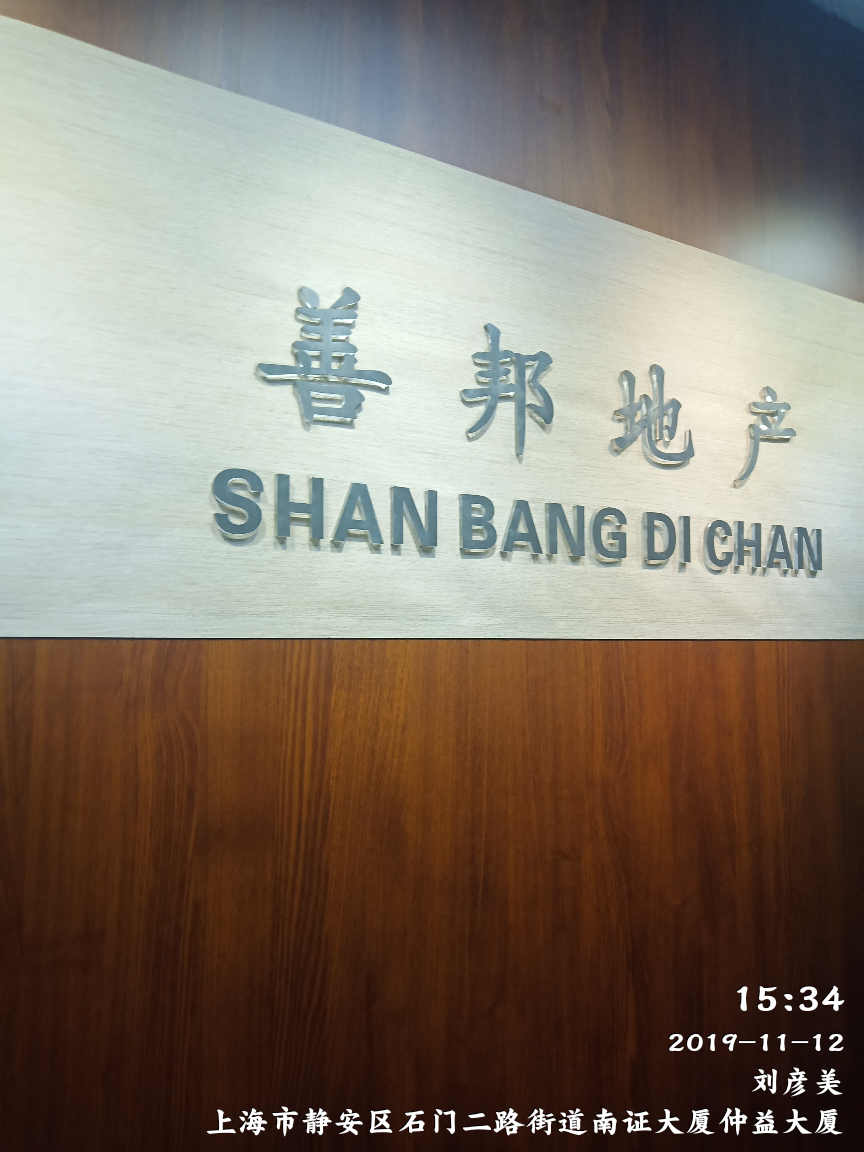 善邦地产
SHAN BANG DI CHAN
15:34
2019-11-12
刘彦美
上海市静安区石门二路街道南证大厦仲益大厦